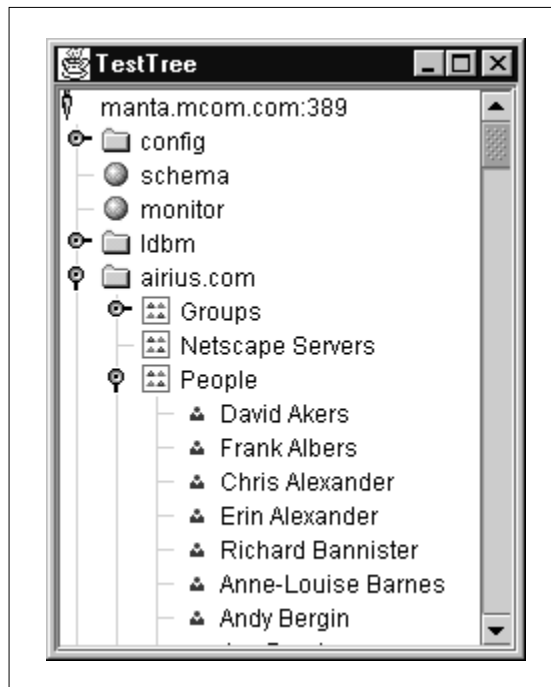 TestTree
manta.mcom.com:389
config
schema
monitor
ldbm
airius.com
Groups
Netscape Servers
People
David Akers
Frank Albers
Chris Alexander
Erin Alexander
Richard Bannister
Anne-Louise Barnes
Andy Bergin